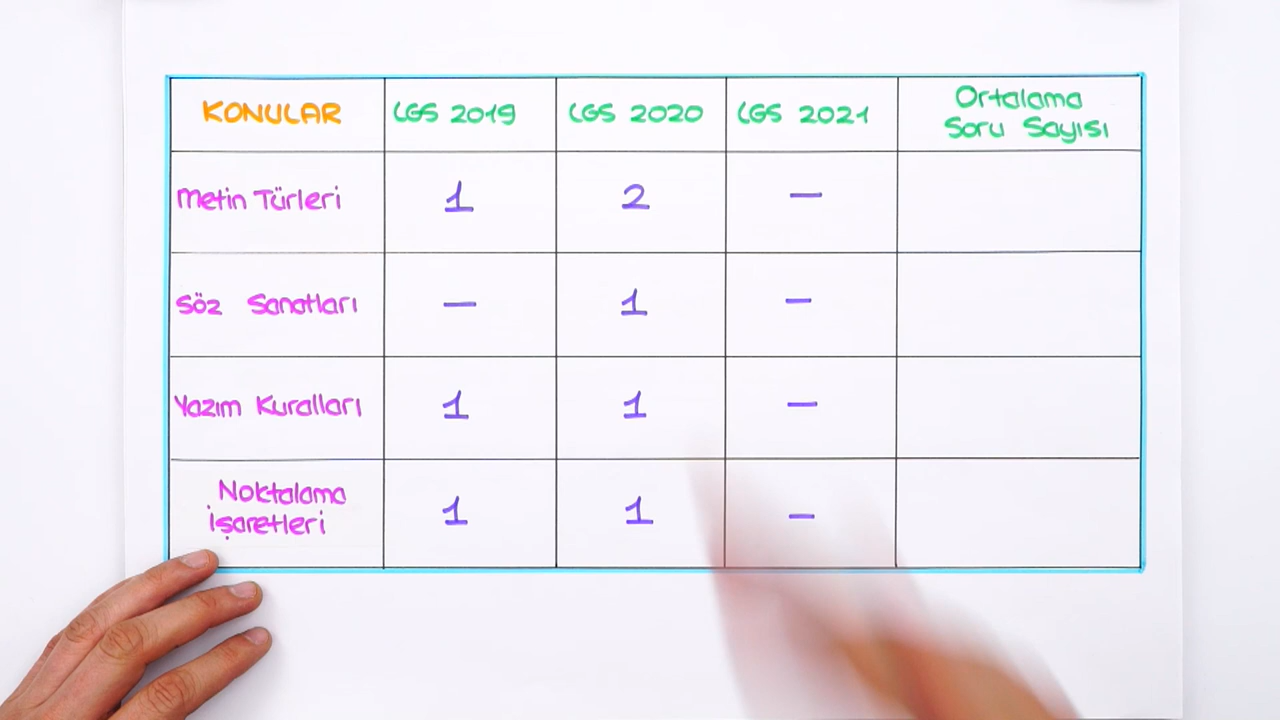 KONULAR LGS 2019 LGS 2020 LGS 2021 Ortalama
Soru Sayısı
Metin Türleri 1 2 —
Söz Sanatları — 1 —
Yazım Kuralları 1 1 —
Noktalama
İşaretleri 1 1 —